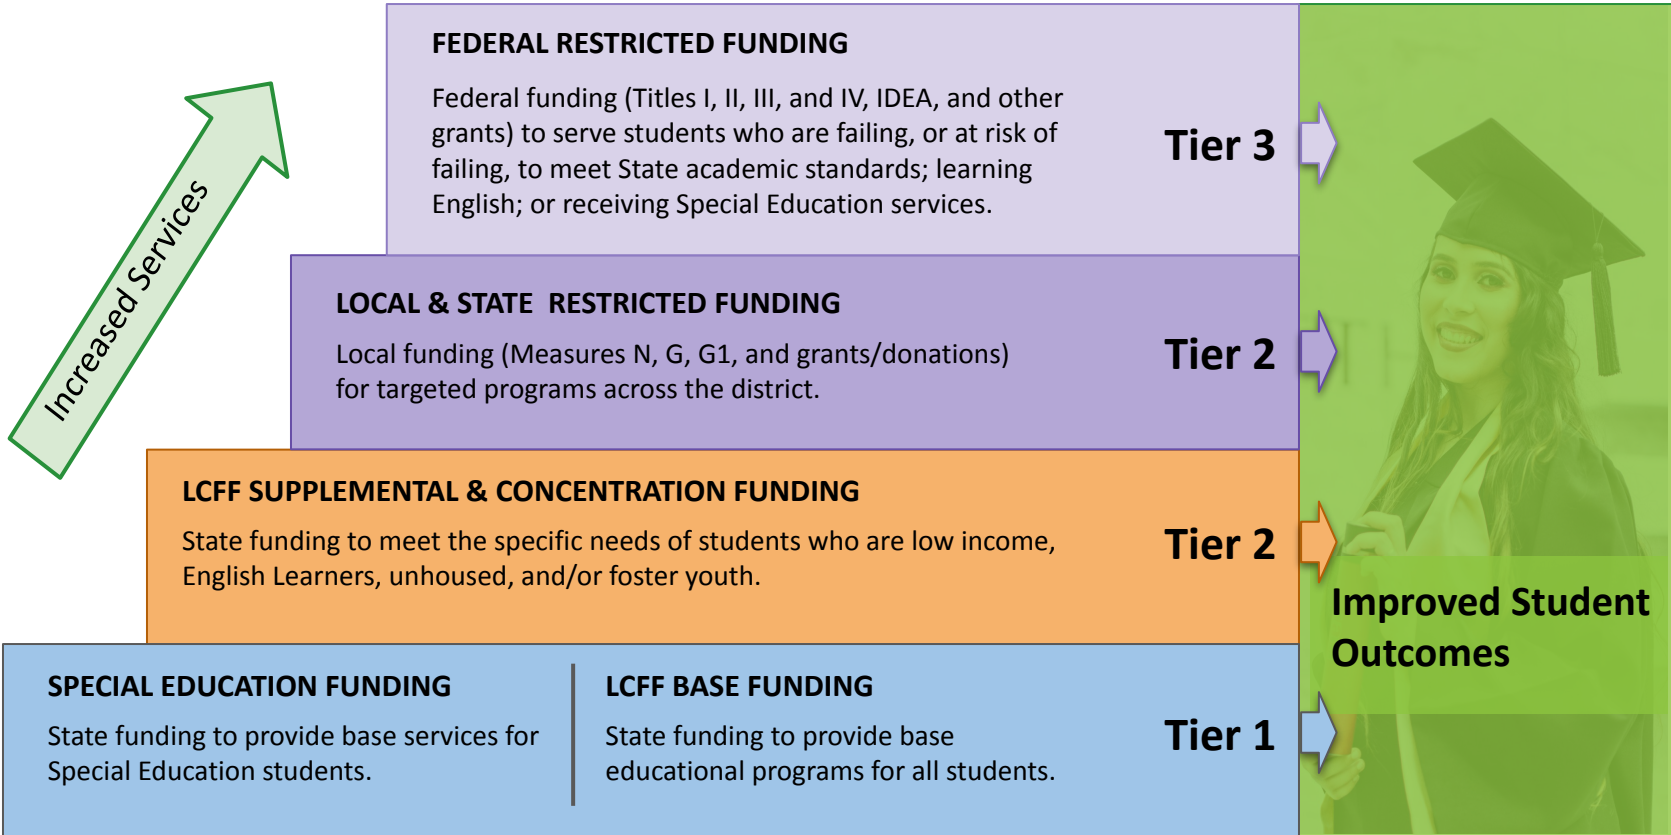 FEDERAL RESTRICTED FUNDING
Federal funding (Titles I, II, III, and IV, IDEA, and other
grants) to serve students who are failing, or at risk of
failing, to meet State academic standards; learning
English; or receiving Special Education services.
Tier 3
Increased Services
LOCAL & STATE  RESTRICTED FUNDING
Local funding (Measures N, G, G1, and grants/donations)
for targeted programs across the district.
Tier 2
LCFF SUPPLEMENTAL & CONCENTRATION FUNDING
State funding to meet the specific needs of students who are low income,
English Learners, unhoused, and/or foster youth.
Tier 2
Improved Student
Outcomes
SPECIAL EDUCATION FUNDING
State funding to provide base services for
Special Education students.
LCFF BASE FUNDING
State funding to provide base
educational programs for all students.
Tier 1